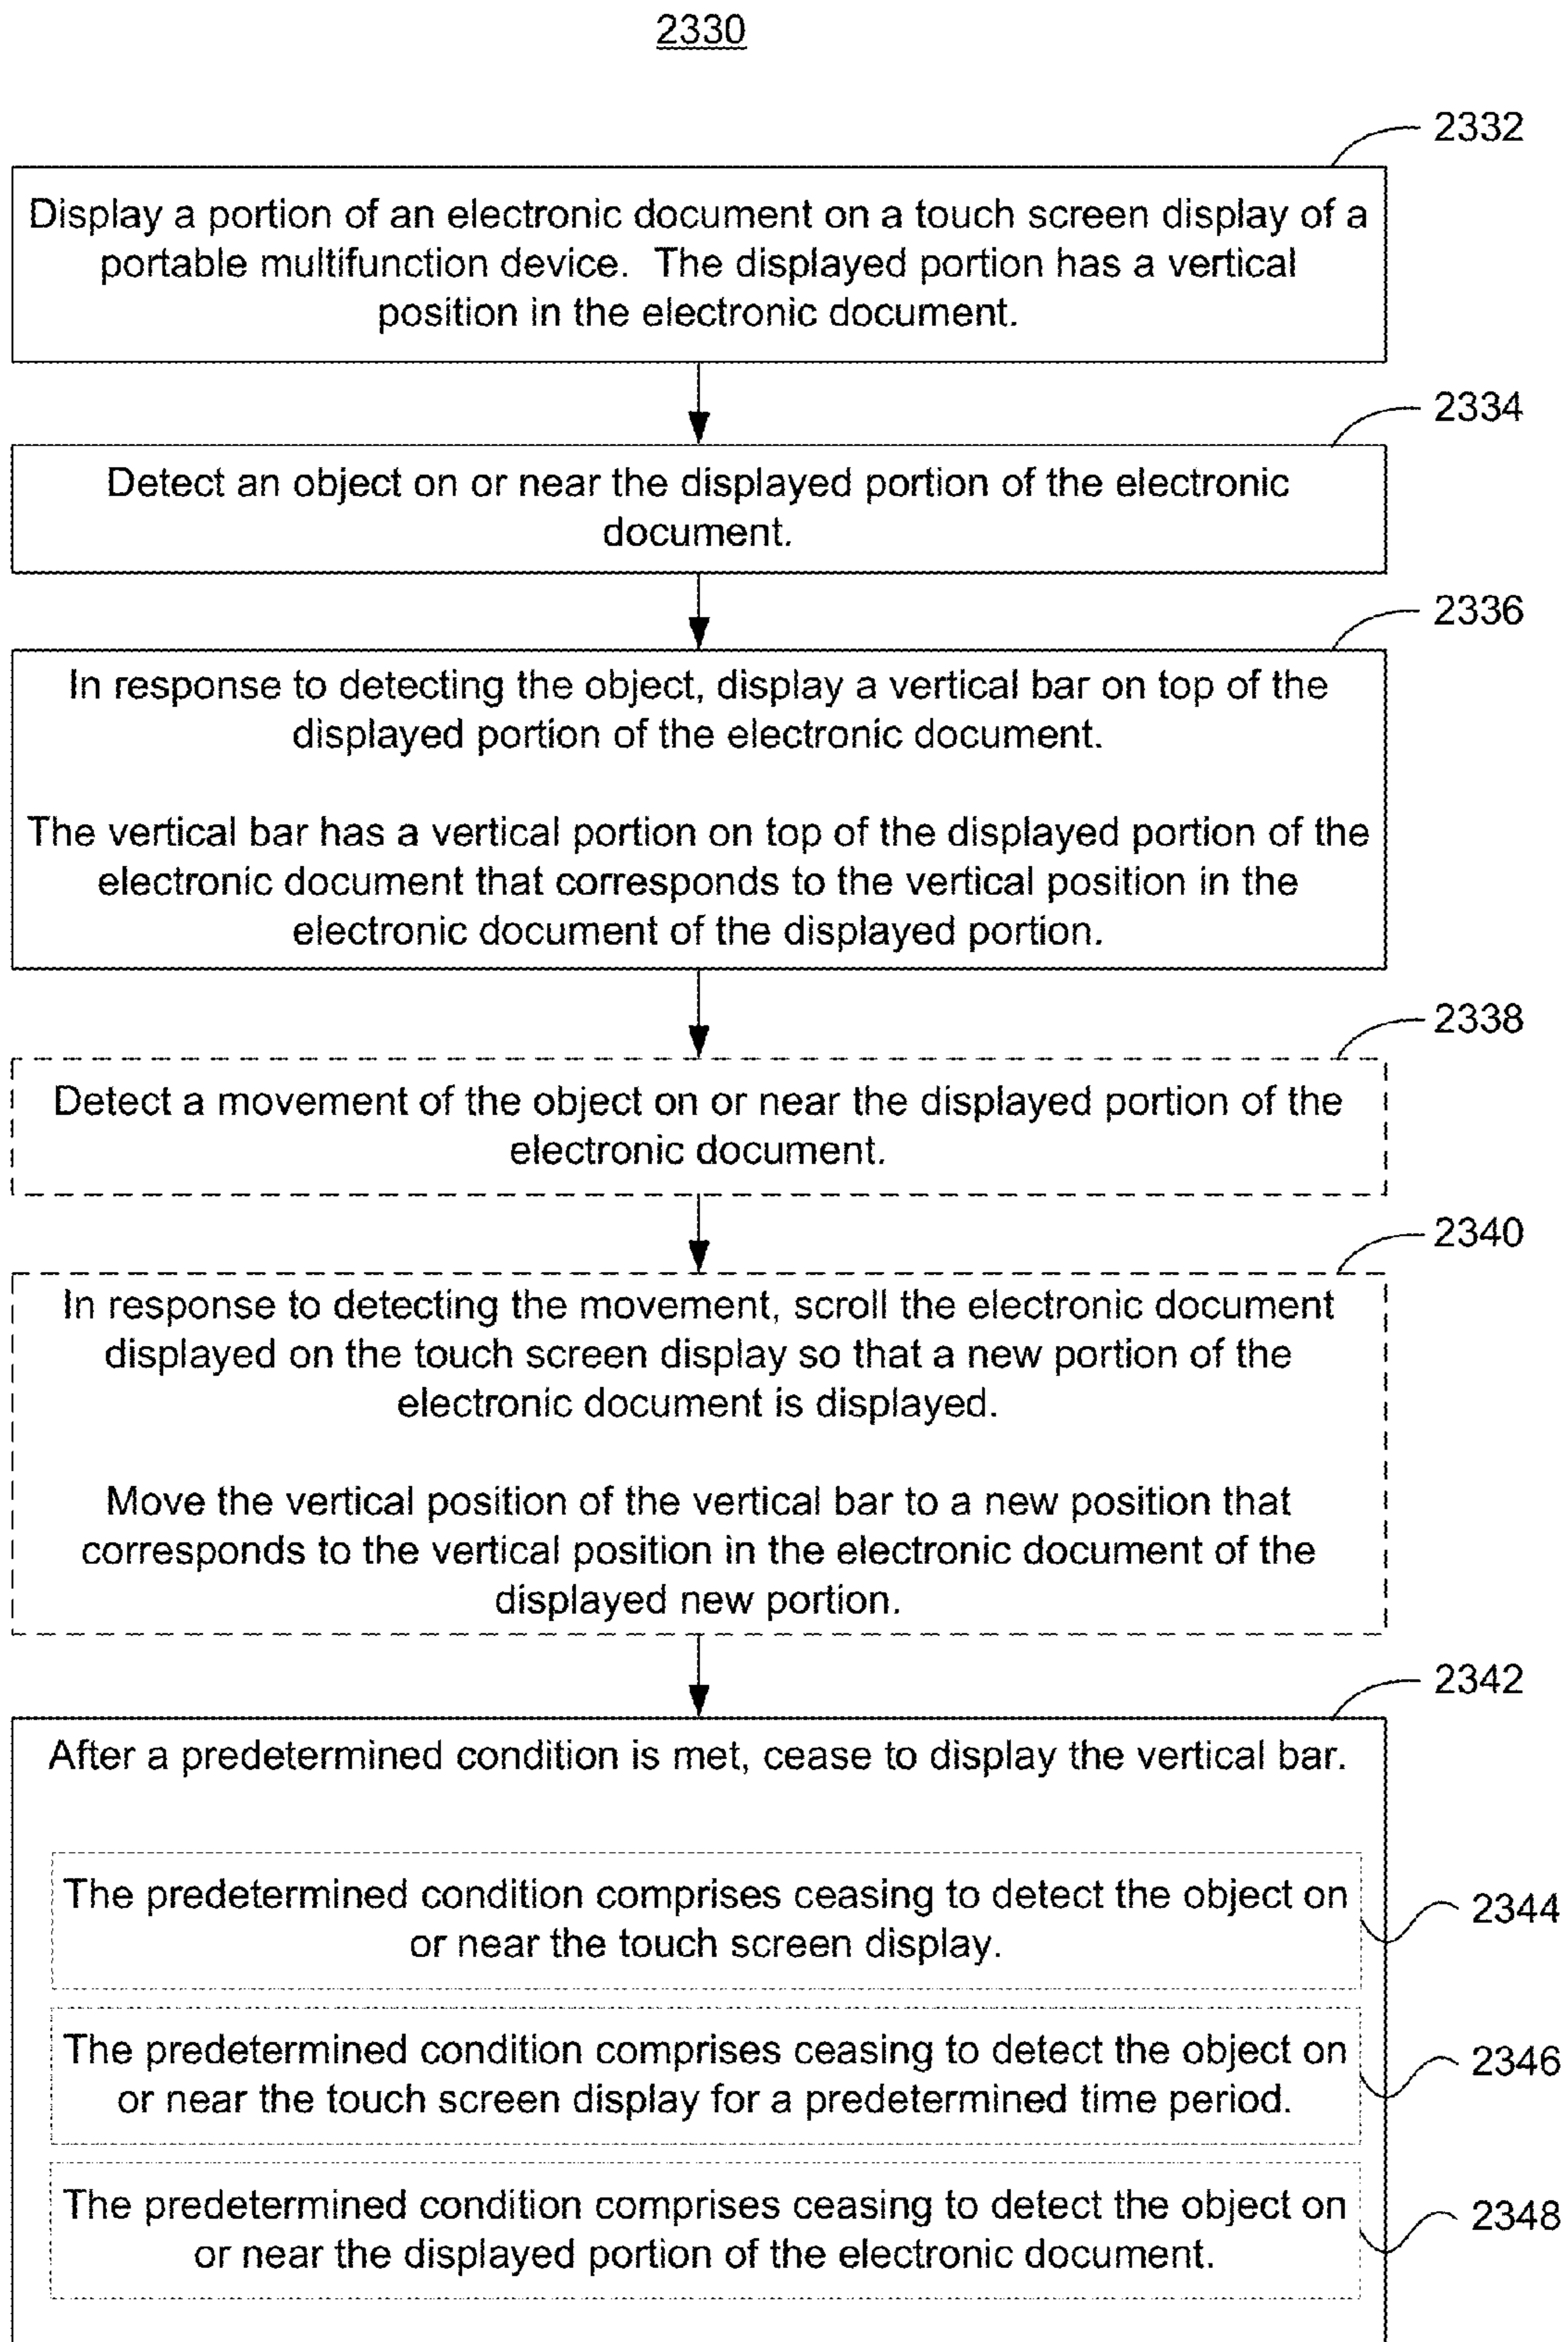 2330
2332
Display a portion of an electronic document on a touch screen display of a
portable multifunction device. The displayed portion has a vertical
position in the electronic document.
2334
Detect an object on or near the displayed portion of the electronic
document.
2336
In response to detecting the object, display a vertical bar on top of the
displayed portion of the electronic document.
The vertical bar has a vertical portion on top of the displayed portion of the
electronic document that corresponds to the vertical position in the
electronic document of the displayed portion.
2338
Detect a movement of the object on or near the displayed portion of the
electronic document.
2340
In response to detecting the movement, scroll the electronic document
displayed on the touch screen display so that a new portion of the
electronic document is displayed.
Move the vertical position of the vertical bar to a new position that
corresponds to the vertical position in the electronic document of the
displayed new portion.
2342
After a predetermined condition is met, cease to display the vertical bar.
The predetermined condition comprises ceasing to detect the object on
or near the touch screen display.
2344
The predetermined condition comprises ceasing to detect the object on
or near the touch screen display for a predetermined time period.
2346
The predetermined condition comprises ceasing to detect the object on
or near the displayed portion of the electronic document.
2348